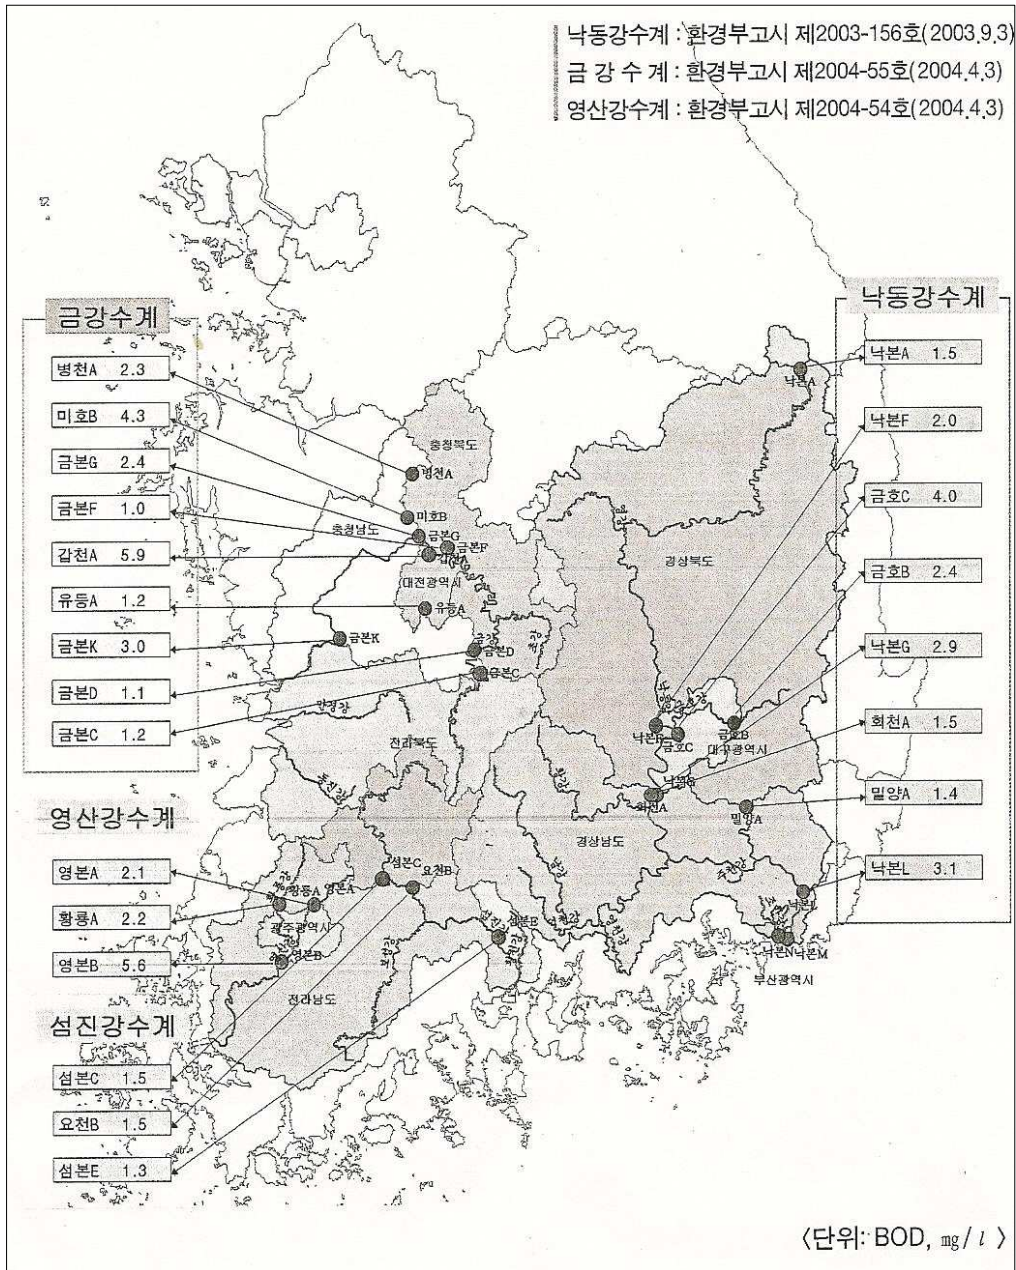 낙동강수계 : 환경부고시 제2003-156호(2003.9.3)
금 강 수 계 : 환경부고시 제2004-55호(2004.4.3)
영산강수계 : 환경부고시 제2004-54호(2004.4.3)
금강수계
병천A 2.3
미호B 4.3
금본G 2.4
금본F 1.0
갑천A 5.9
유등A 1.2
금본K 3.0
금본D 1.1
금본C 1.2
영산강수계
영본A 2.1
황룡A 2.2
영본B 5.6
섬진강수계
섬본C 1.5
요천B 1.5
섬본E 1.3
낙동강수계
낙본A 1.5
낙본F 2.0
금호C 4.0
금호B 2.4
낙본G 2.9
회천A 1.5
밀양A 1.4
낙본L 3.1
낙본A
충청북도
병천A
미호B
금본G
금본F
충청남도
대전광역시
유등A
금본K
금강
금본D
금본C
만경강
전라북도
동진강
경상북도
금호B
금호C
대구광역시
회천A
밀양A
경상남도
황강
남강
섬본C
요천B
황룡A
영본A
광주광역시
영본B
섬본E
전라남도
낙본L
낙본N
낙본M
부산광역시
〈단위: BOD, ㎎/ l 〉